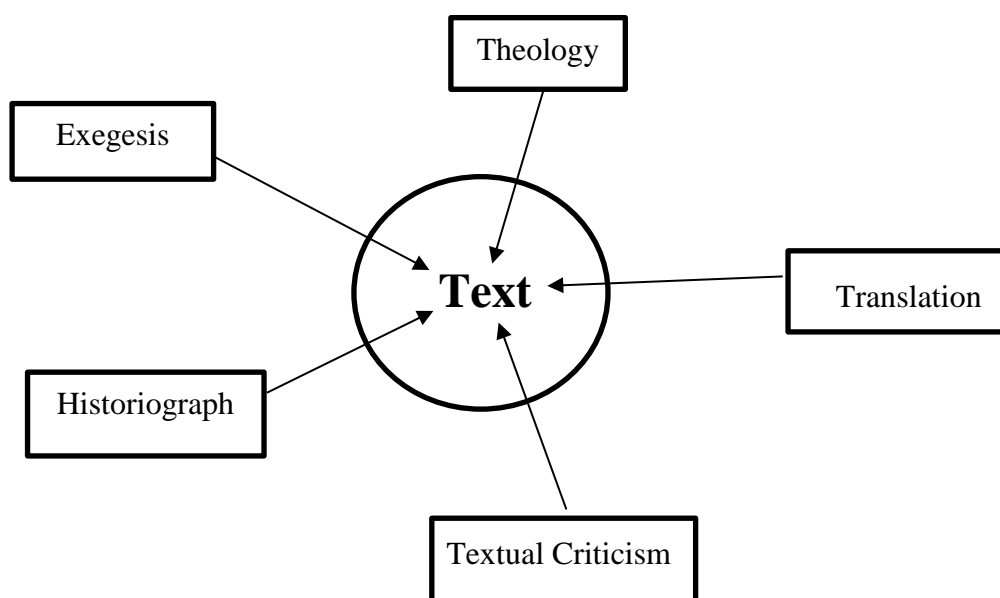 Theology
Exegesis
Text
Translation
Historiograph
Textual Criticism